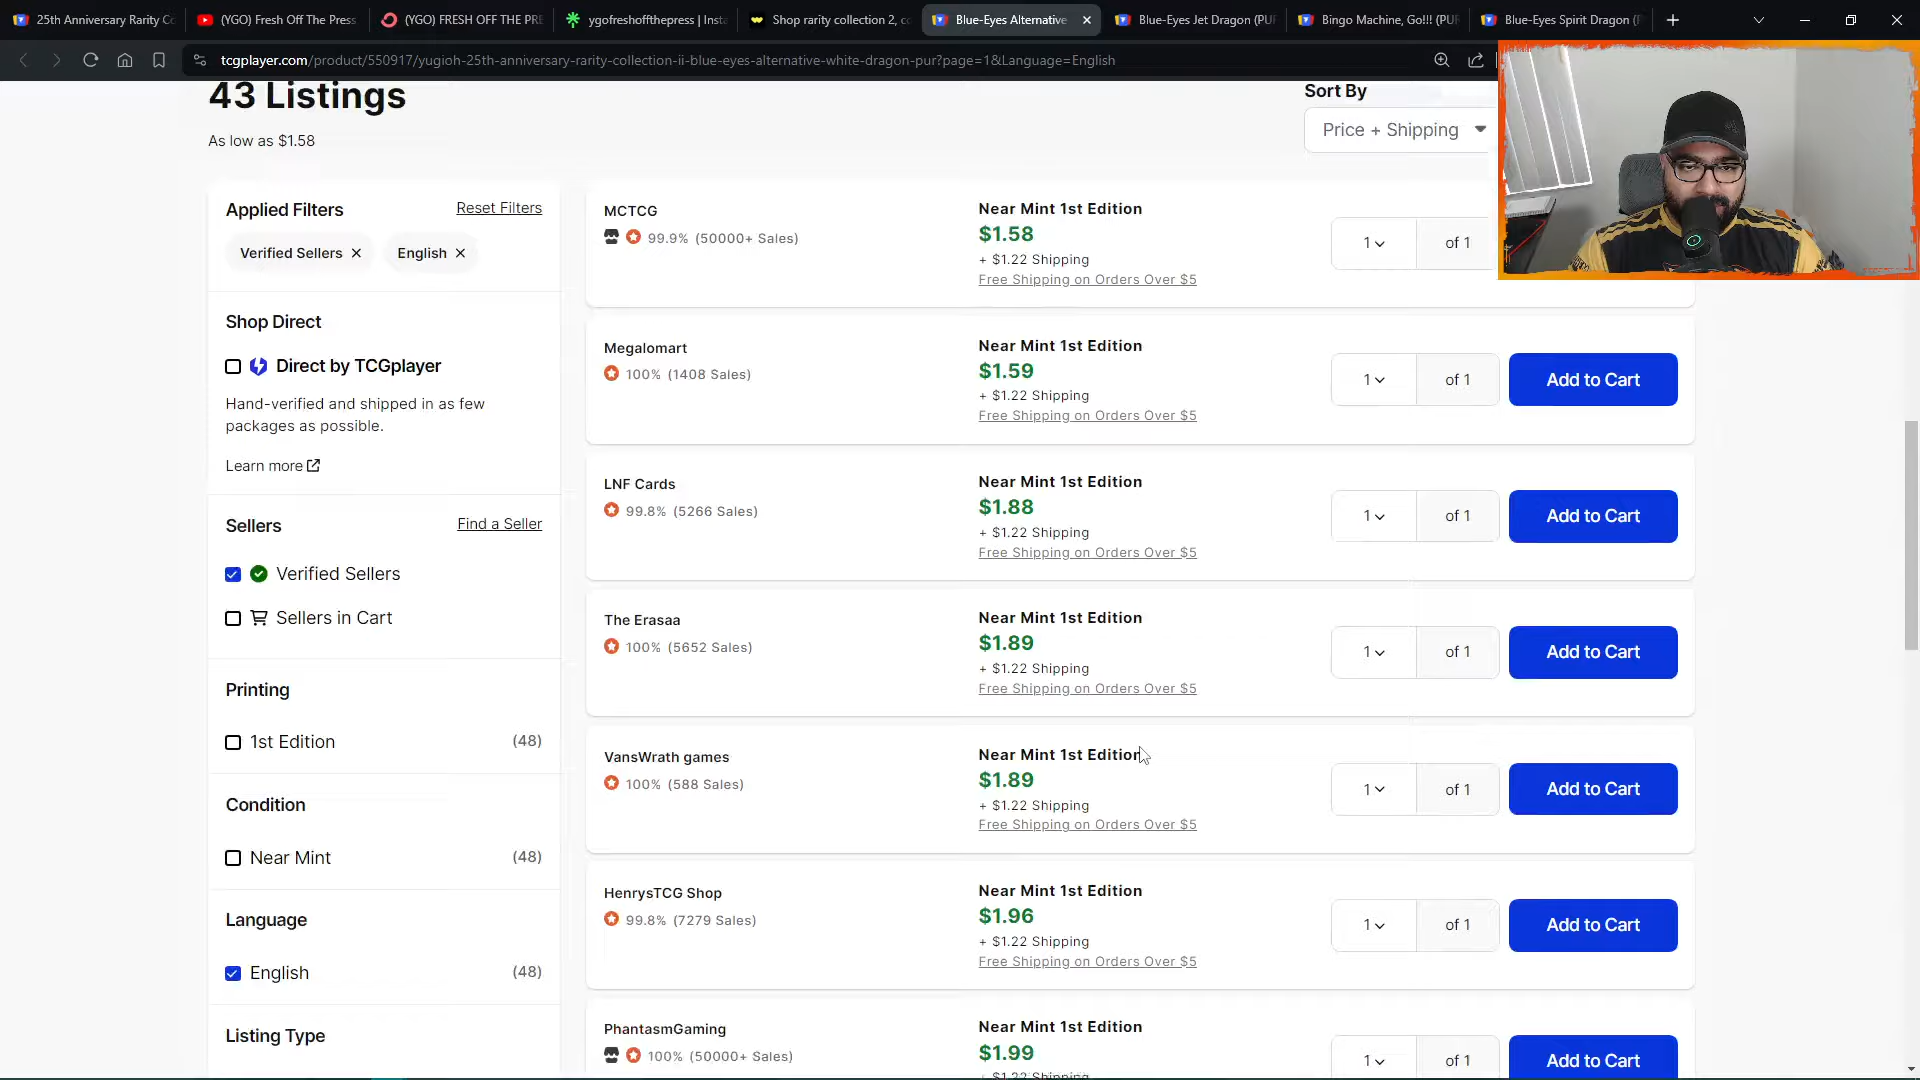 25th Anniversary Rarity Co
(YGO) Fresh Off The Press
(YGO) FRESH OFF THE PRE
ygofreshoffthepress | Inst
Shop rarity collection 2, c
Blue-Eyes Alternative
Blue-Eyes Jet Dragon (PUR
Bingo Machine, Go!!! (PUR
Blue-Eyes Spirit Dragon (P
tcgplayer.com/product/550917/yugioh-25th-anniversary-rarity-collection-ii-blue-eyes-alternative-white-dragon-pur?page=1&Language=English
43 Listings
As low as $1.58
Sort By
Price + Shipping
Applied Filters
Reset Filters
Verified Sellers
English
Shop Direct
Direct by TCGplayer
Hand-verified and shipped in as few
packages as possible.
Learn more
Sellers
Find a Seller
Verified Sellers
Sellers in Cart
Printing
1st Edition (48)
Condition
Near Mint (48)
Language
English (48)
Listing Type
MCTCG
99.9% (50000+ Sales)
Near Mint 1st Edition
$1.58
+ $1.22 Shipping
Free Shipping on Orders Over $5
1 of 1
Megalomart
100% (1408 Sales)
Near Mint 1st Edition
$1.59
+ $1.22 Shipping
Free Shipping on Orders Over $5
1 of 1
Add to Cart
LNF Cards
99.8% (5266 Sales)
Near Mint 1st Edition
$1.88
+ $1.22 Shipping
Free Shipping on Orders Over $5
1 of 1
Add to Cart
The Erasaa
100% (5652 Sales)
Near Mint 1st Edition
$1.89
+ $1.22 Shipping
Free Shipping on Orders Over $5
1 of 1
Add to Cart
VansWrath games
100% (588 Sales)
Near Mint 1st Edition
$1.89
+ $1.22 Shipping
Free Shipping on Orders Over $5
1 of 1
Add to Cart
HenrysTCG Shop
99.8% (7279 Sales)
Near Mint 1st Edition
$1.96
+ $1.22 Shipping
Free Shipping on Orders Over $5
1 of 1
Add to Cart
PhantasmGaming
100% (50000+ Sales)
Near Mint 1st Edition
$1.99
+ $1.22 Shipping
1 of 1
Add to Cart